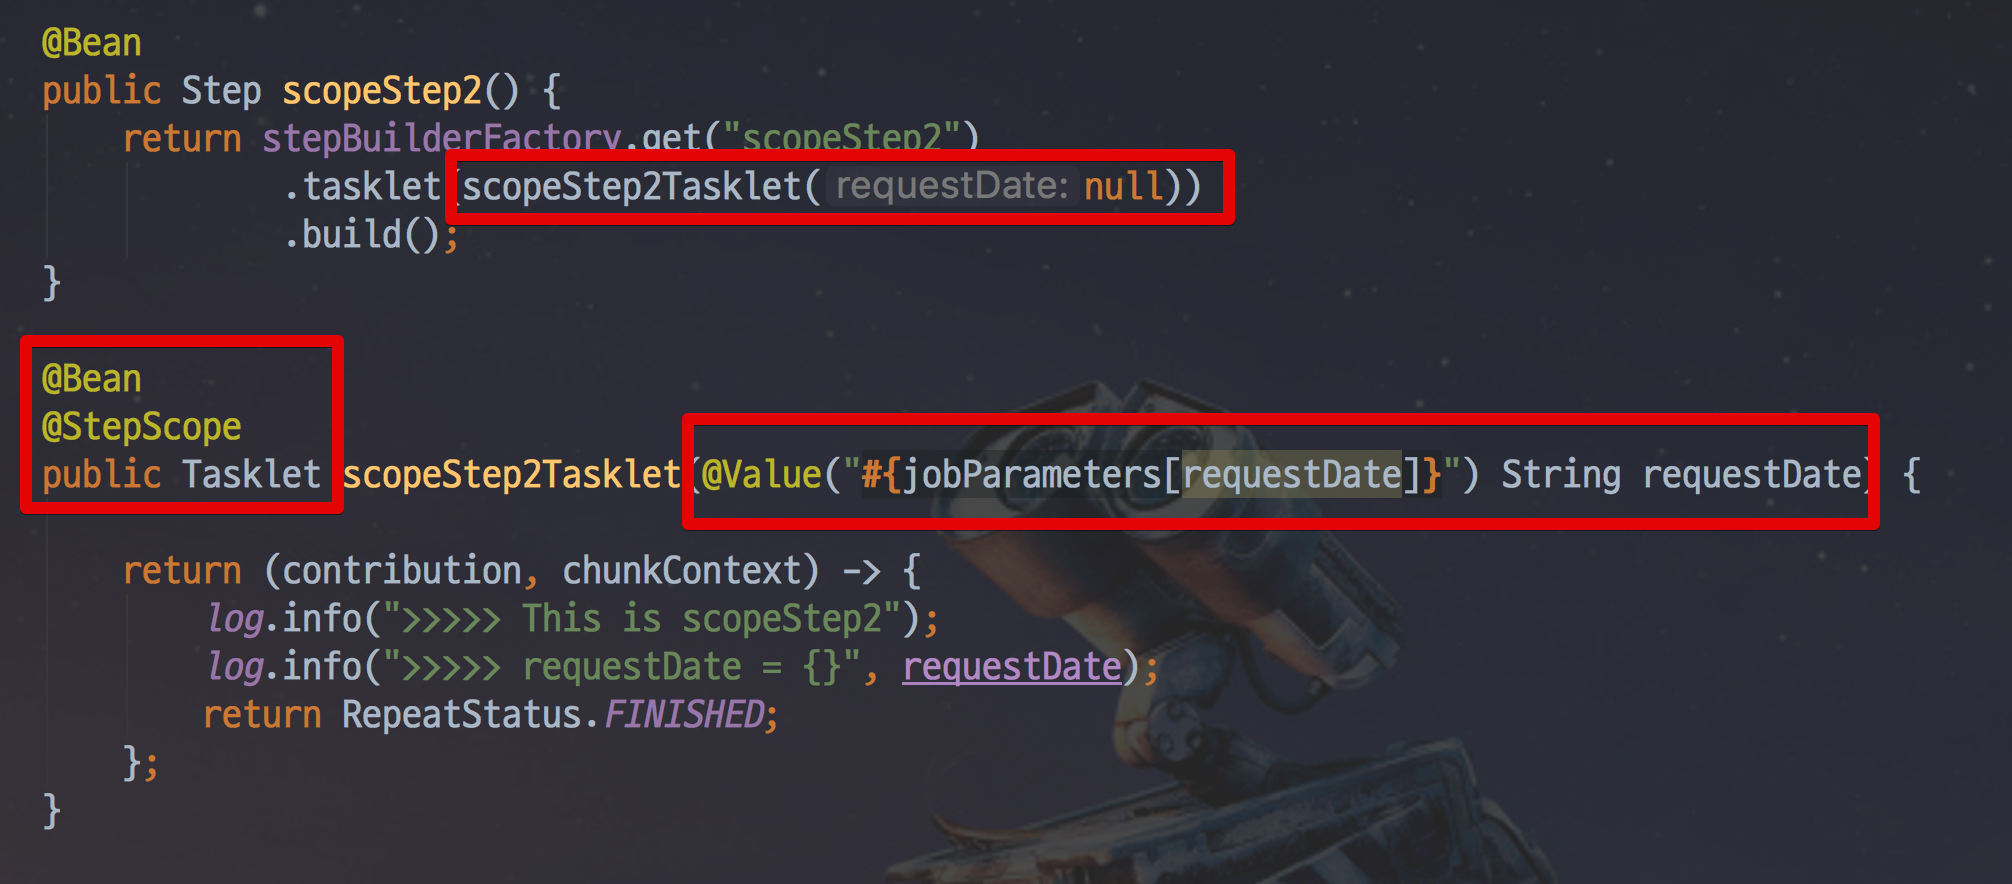 @Bean
public Step scopeStep2() {
return stepBuilderFactory.get("scopeStep2")
.tasklet(scopeStep2Tasklet( requestDate: null))
.build();
}
@Bean
@StepScope
public Tasklet scopeStep2Tasklet(@Value("#{jobParameters[requestDate]}") String requestDate) {
return (contribution, chunkContext) -> {
log.info(">>>>> This is scopeStep2");
log.info(">>>>> requestDate = {}", requestDate);
return RepeatStatus.FINISHED;
};
}